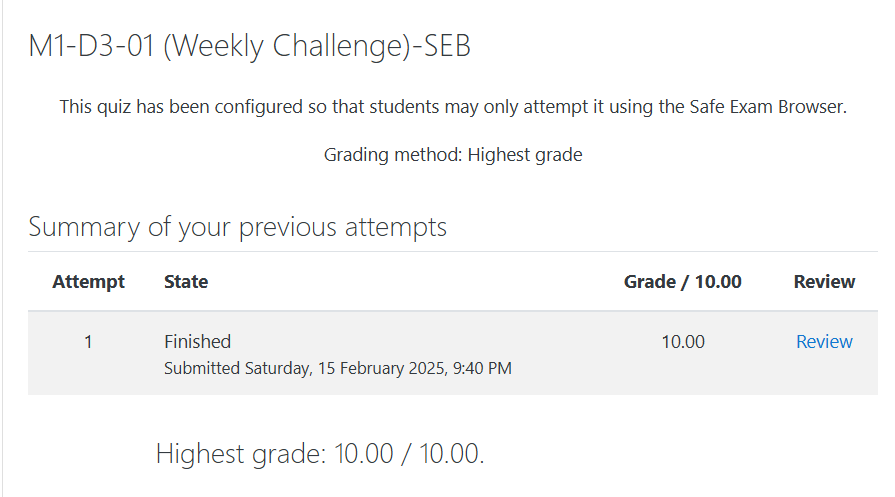 M1-D3-01 (Weekly Challenge)-SEB
This quiz has been configured so that students may only attempt it using the Safe Exam Browser.
Grading method: Highest grade
Summary of your previous attempts
Attempt State Grade / 10.00 Review
1 Finished 10.00 Review
Submitted Saturday, 15 February 2025, 9:40 PM
Highest grade: 10.00 / 10.00.